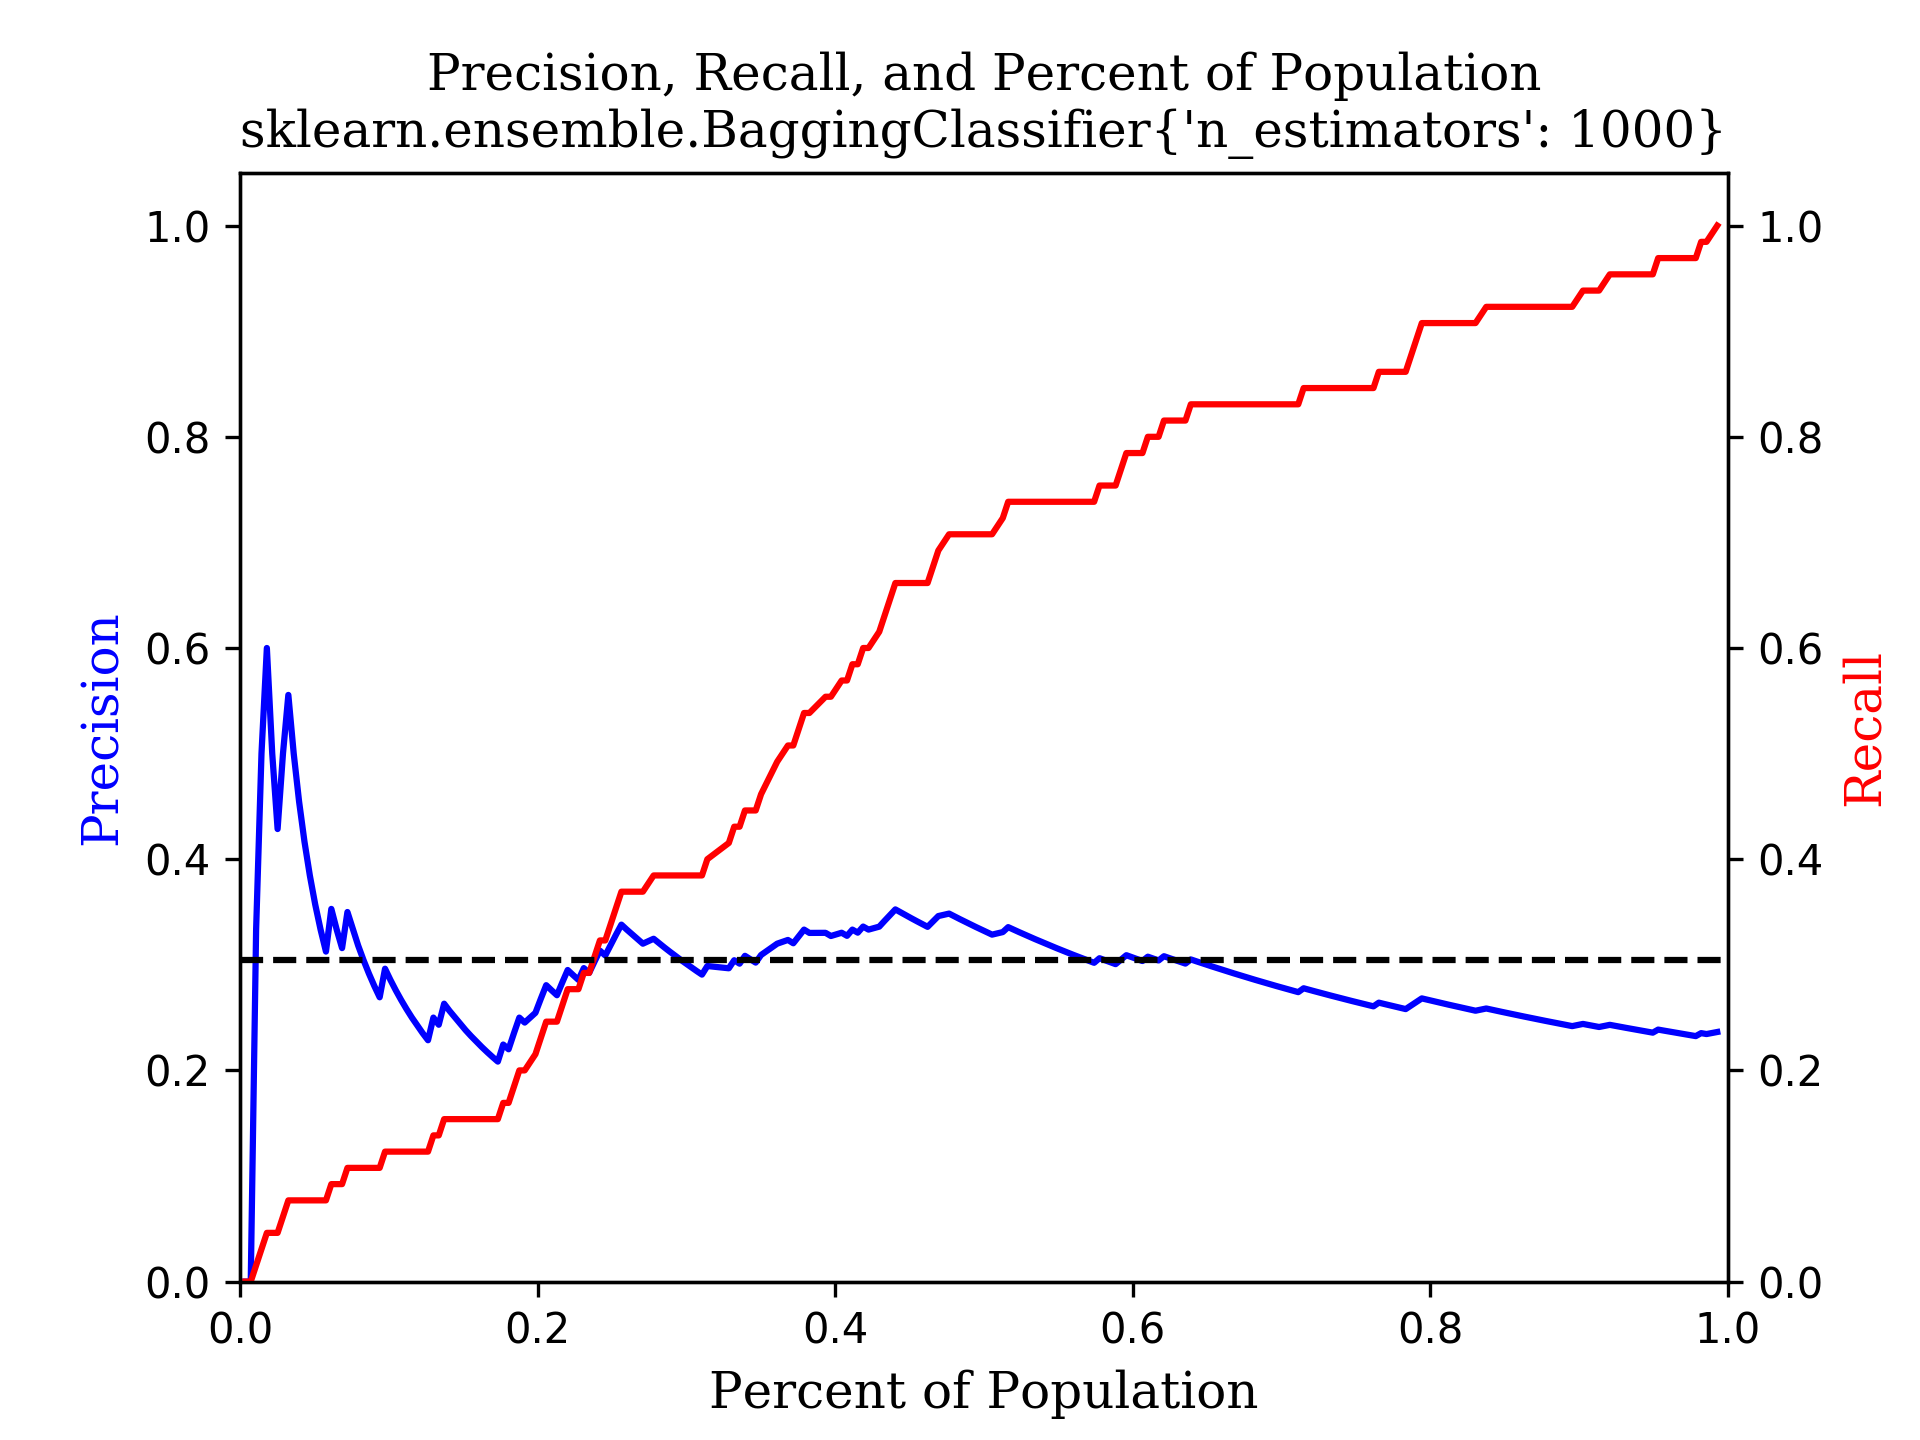 Precision, Recall, and Percent of Population
sklearn.ensemble.BaggingClassifier{'n_estimators': 1000}
1.0
0.8
0.6
0.4
0.2
0.0
Precision
1.0
0.8
0.6
0.4
0.2
0.0
Recall
0.0 0.2 0.4 0.6 0.8 1.0
Percent of Population